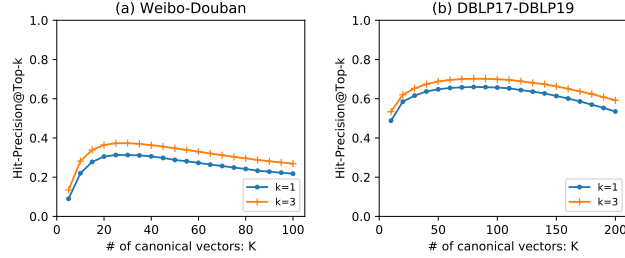 (a) Weibo-Douban
Hit-Precision@Top-k
1.0
0.8
0.6
0.4
0.2
0.0
k=1
k=3
0 20 40 60 80 100
# of canonical vectors: K
(b) DBLP17-DBLP19
Hit-Precision@Top-k
1.0
0.8
0.6
0.4
0.2
0.0
k=1
k=3
0 50 100 150 200
# of canonical vectors: K